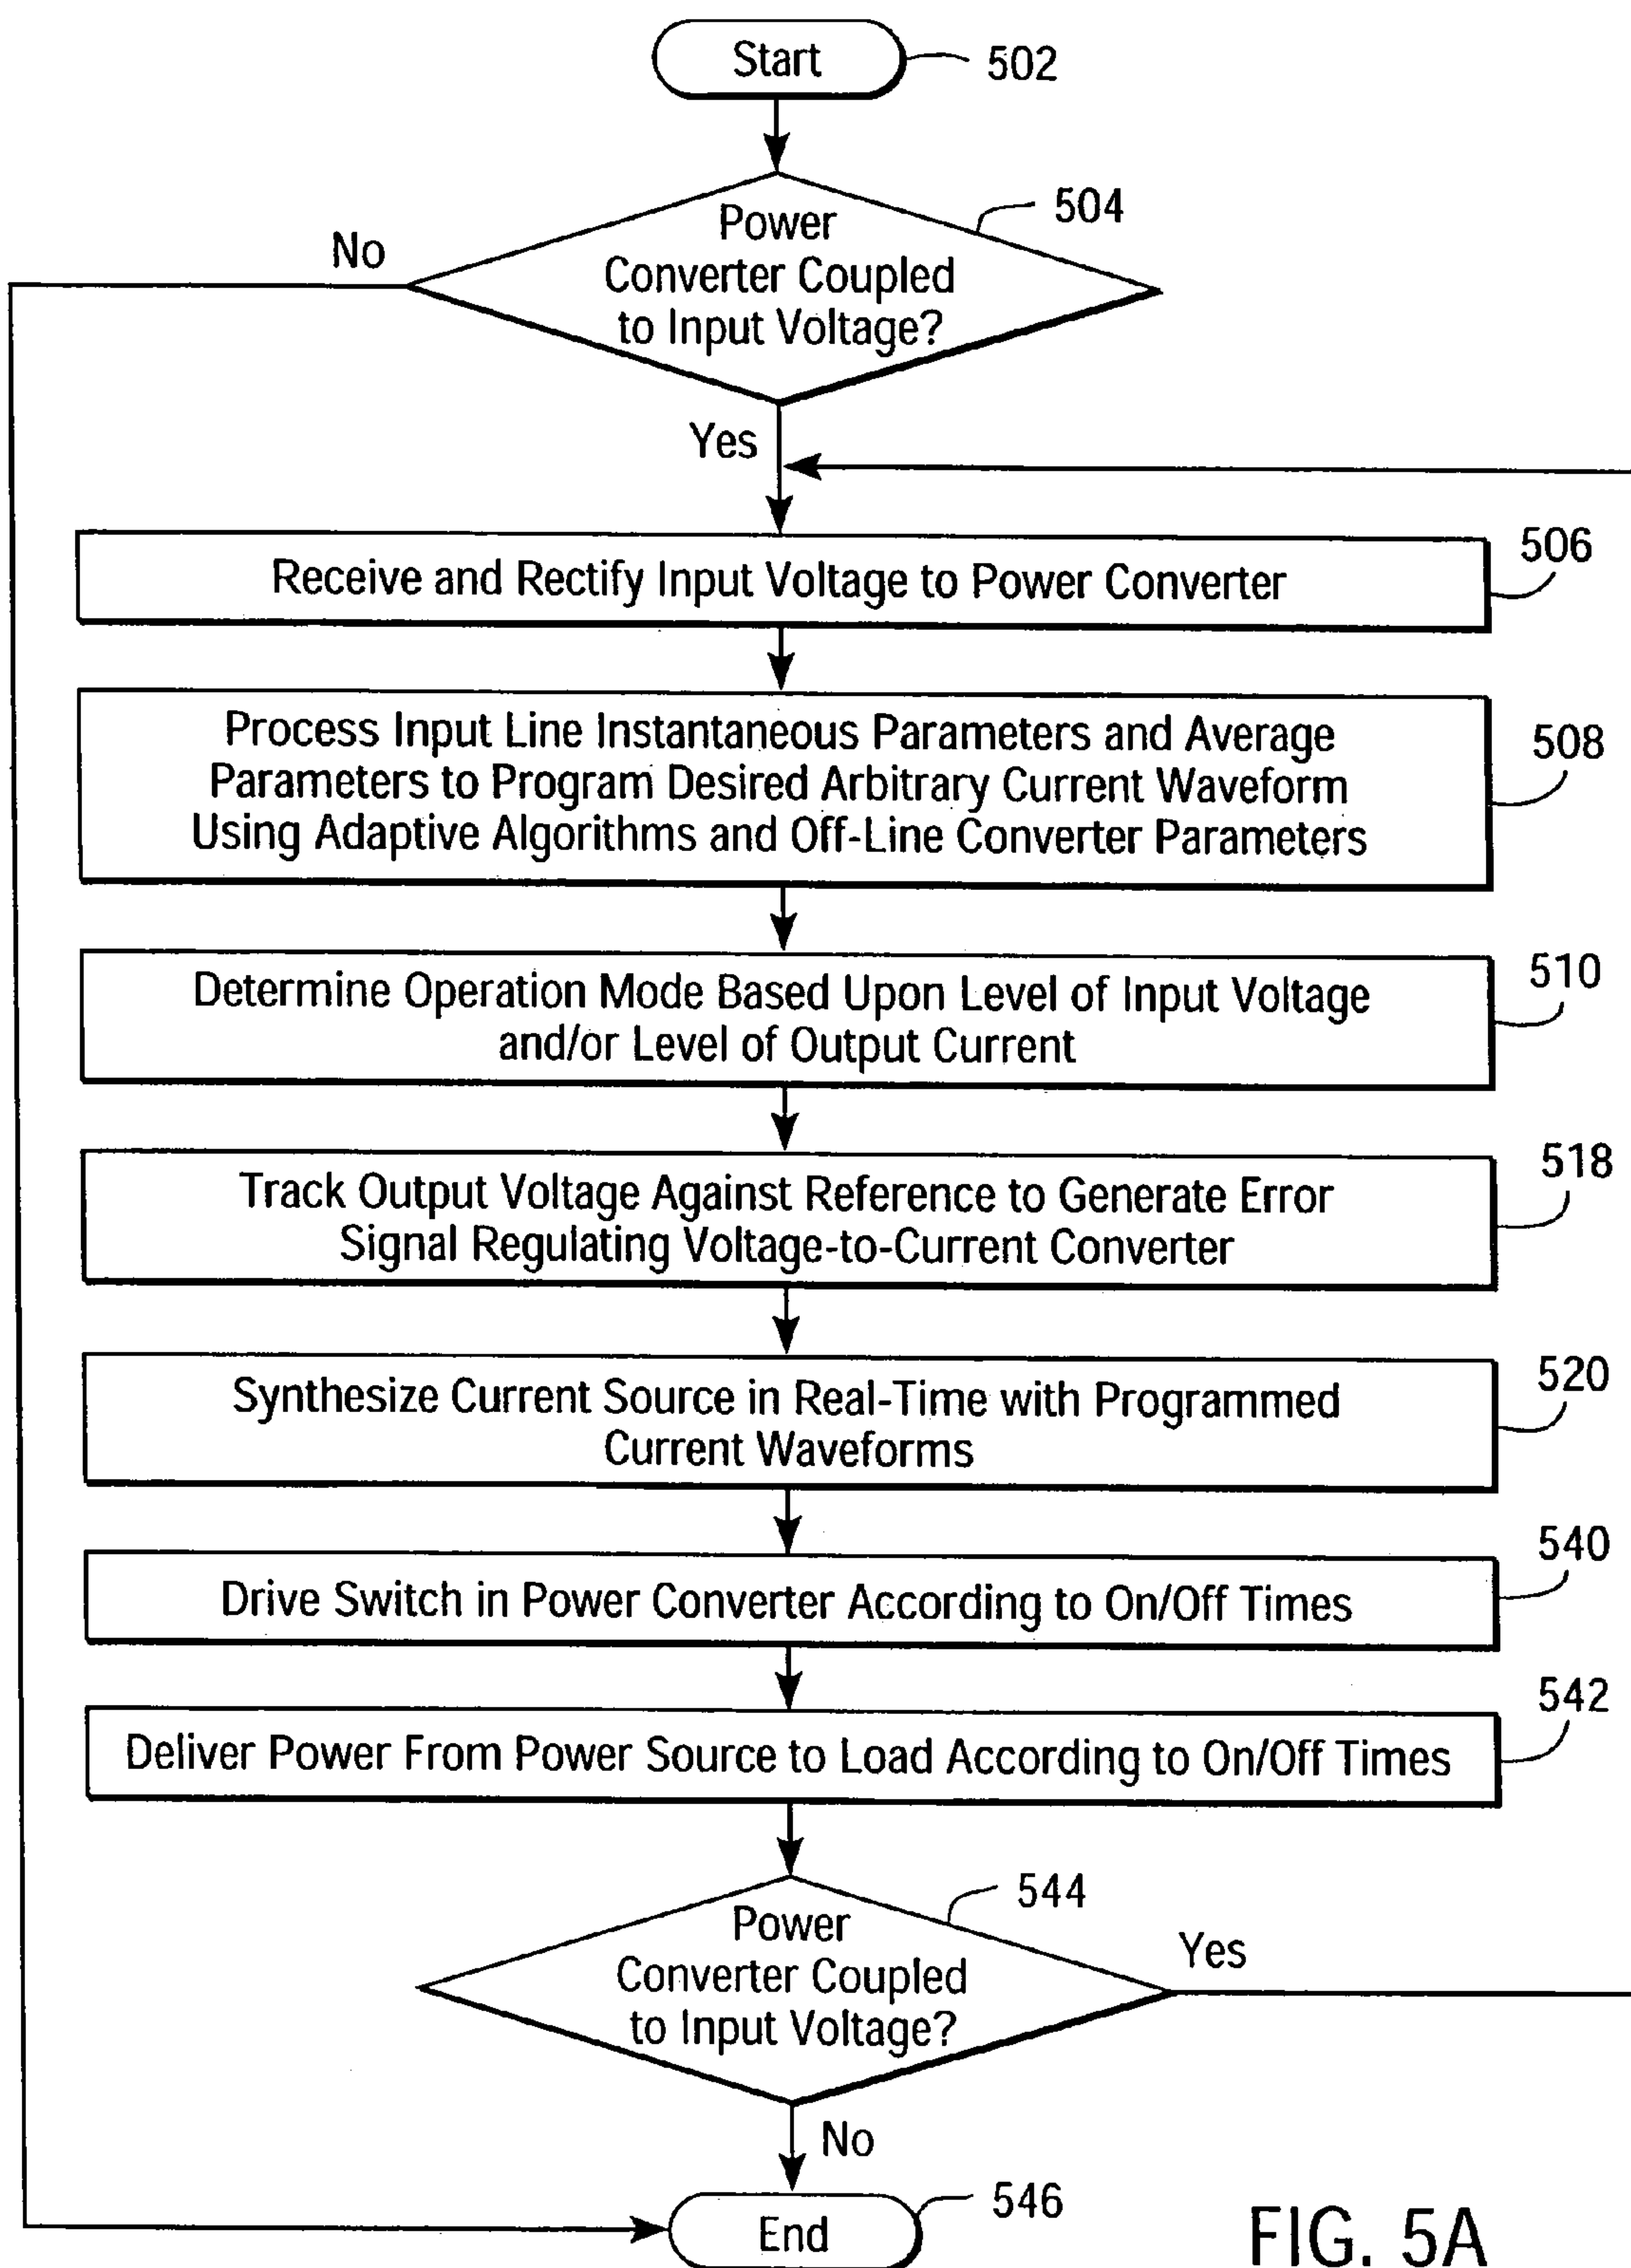 Start
502
Power
Converter Coupled
to Input Voltage?
504
No
Yes
Receive and Rectify Input Voltage to Power Converter
506
Process Input Line Instantaneous Parameters and Average
Parameters to Program Desired Arbitrary Current Waveform
Using Adaptive Algorithms and Off-Line Converter Parameters
508
Determine Operation Mode Based Upon Level of Input Voltage
and/or Level of Output Current
510
Track Output Voltage Against Reference to Generate Error
Signal Regulating Voltage-to-Current Converter
518
Synthesize Current Source in Real-Time with Programmed
Current Waveforms
520
Drive Switch in Power Converter According to On/Off Times
540
Deliver Power From Power Source to Load According to On/Off Times
542
Power
Converter Coupled
to Input Voltage?
544
Yes
No
End
546
FIG. 5A